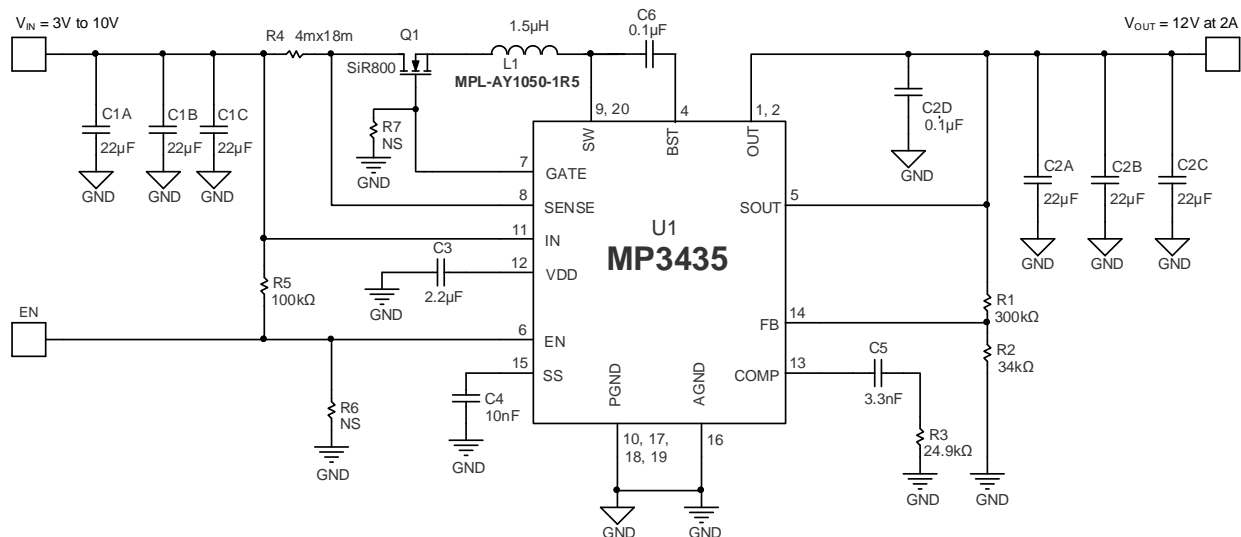 VIN = 3V to 10V
R4 4mx18m
Q1
SiR800
1.5µH
L1
MPL-AY1050-1R5
C6
0.1µF
VOUT = 12V at 2A
C1A
22µF
GND
C1B
22µF
GND
C1C
22µF
GND
R7
NS
GND
9, 20
4
1, 2
SW
BST
OUT
C2D
0.1µF
GND
C2A
22µF
GND
C2B
22µF
GND
C2C
22µF
GND
7
GATE
8
SENSE
11
IN
12
VDD
6
EN
15
SS
U1
MP3435
5
SOUT
14
FB
13
COMP
PGND
AGND
10, 17,
18, 19
16
GND
GND
C3
2.2µF
GND
R5
100kΩ
EN
R6
NS
GND
C4
10nF
GND
C5
3.3nF
R3
24.9kΩ
GND
R1
300kΩ
R2
34kΩ
GND